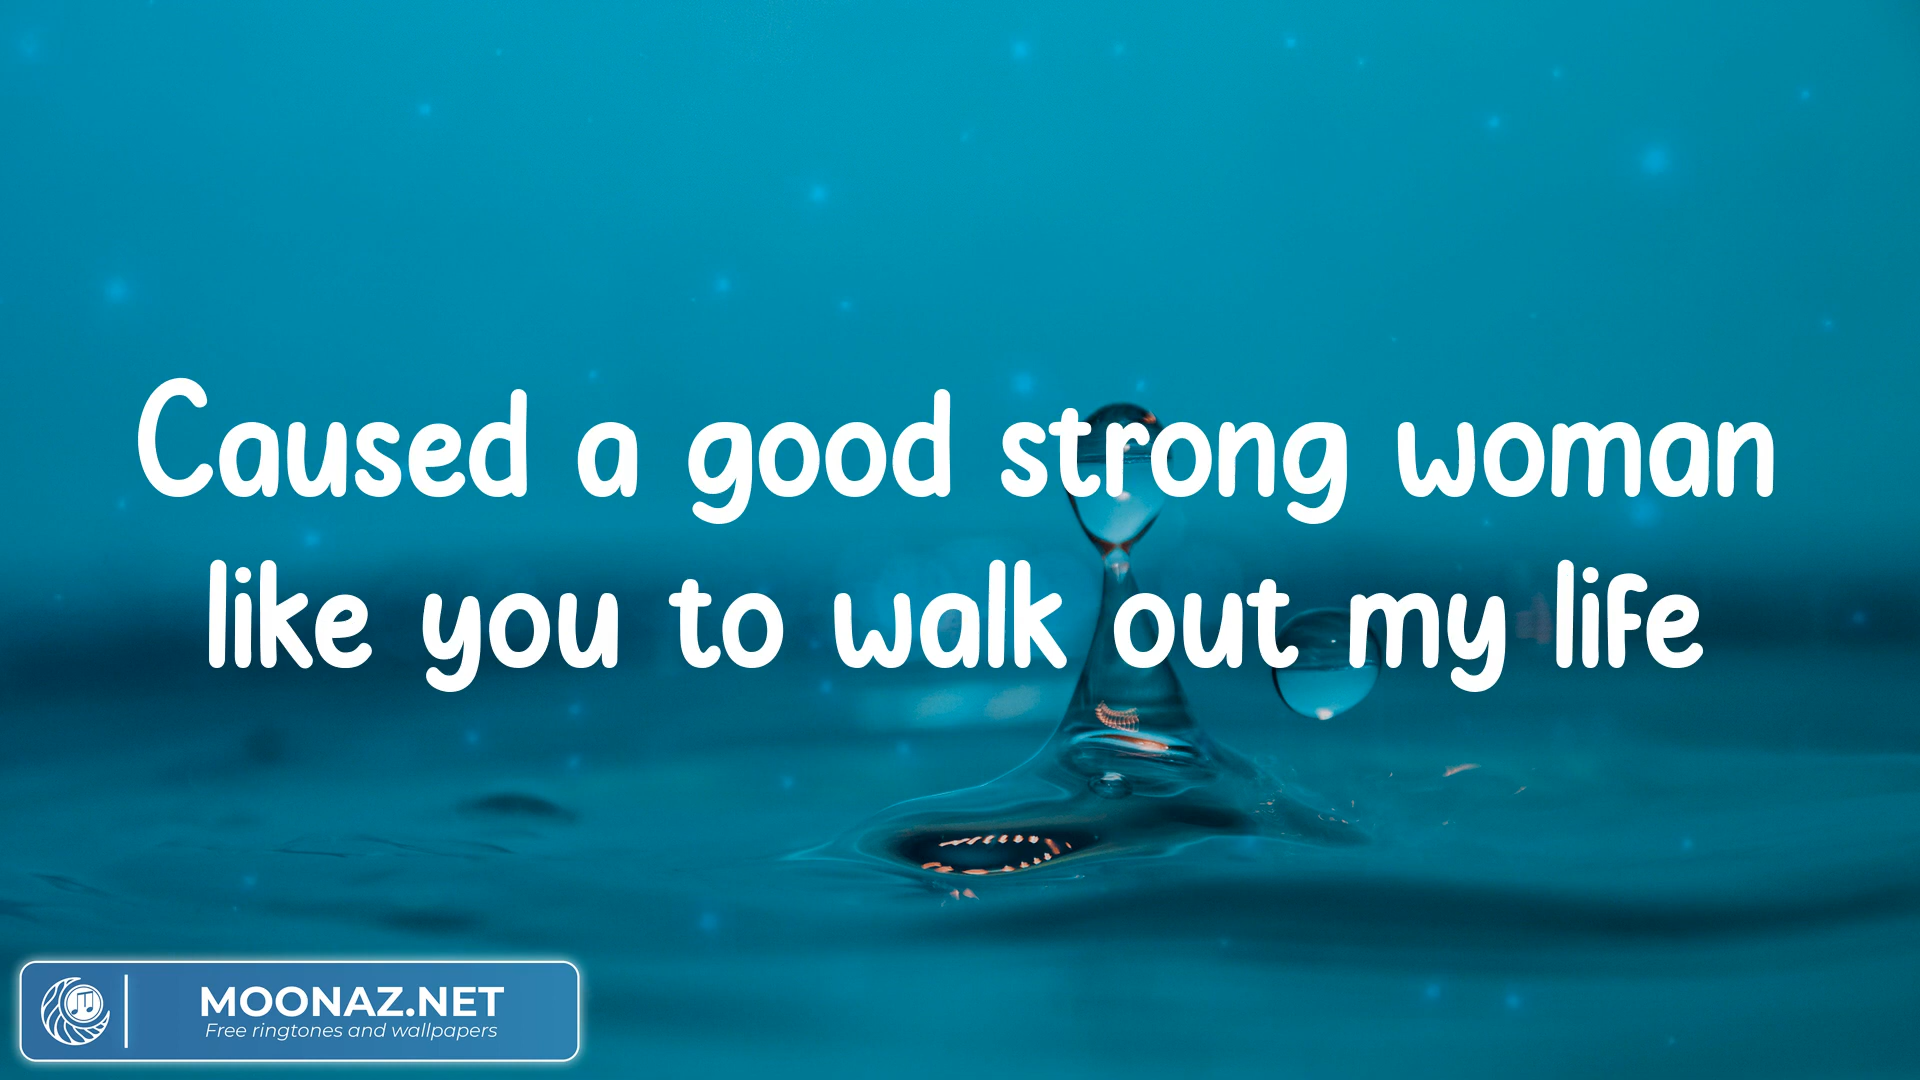 Caused a good strong woman
like you to walk out my life
MOONAZ.NET
Free ringtones and wallpapers